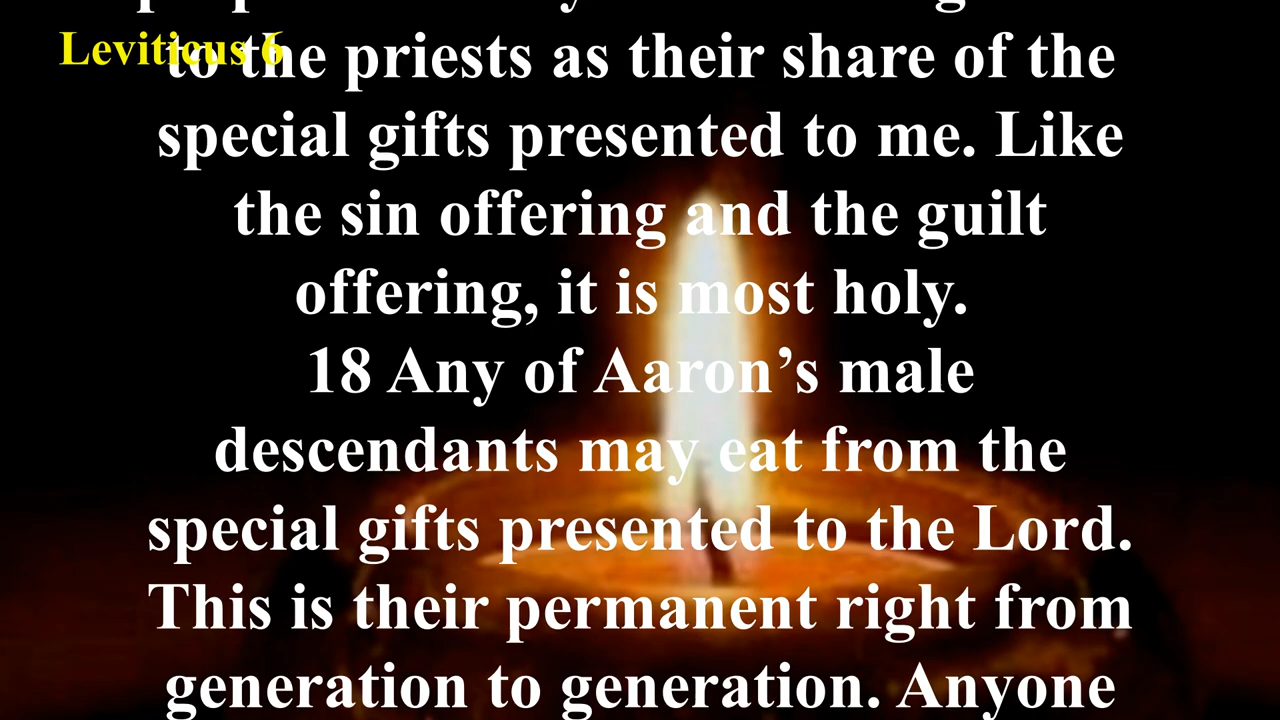 Leviticus 6
to the priests as their share of the
special gifts presented to me. Like
the sin offering and the guilt
offering, it is most holy.
18 Any of Aaron’s male
descendants may eat from the
special gifts presented to the Lord.
This is their permanent right from
generation to generation. Anyone